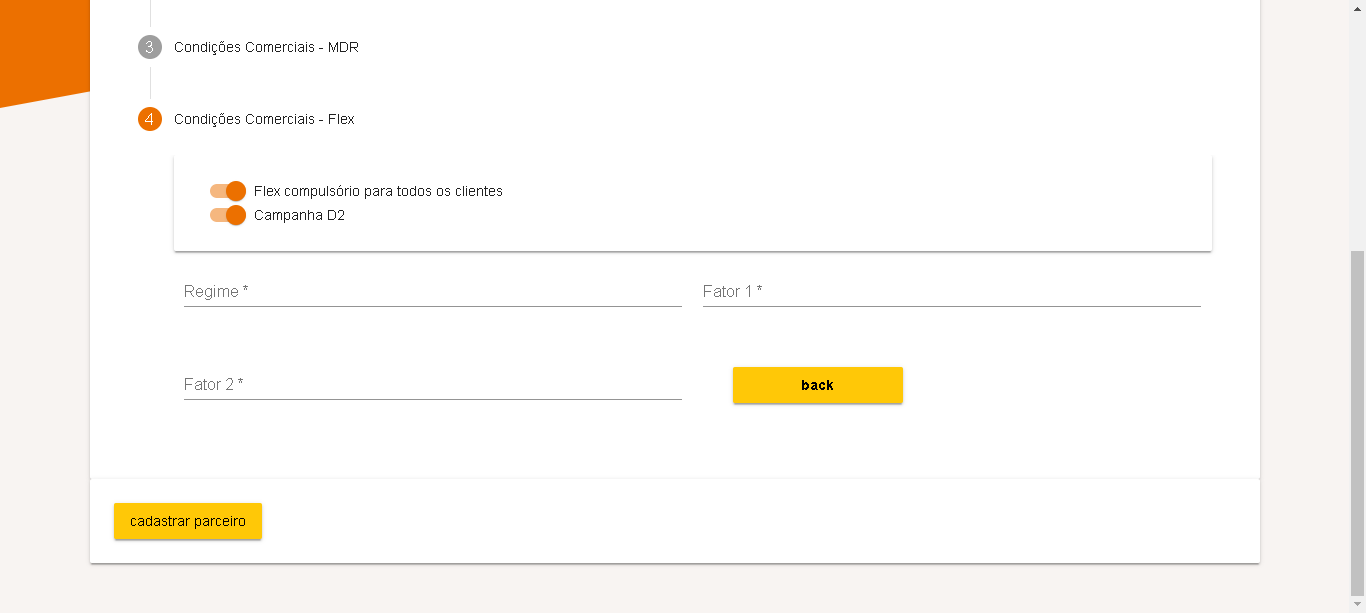 3 Condições Comerciais - MDR
4 Condições Comerciais - Flex
Flex compulsório para todos os clientes
Campanha D2
Regime *
Fator 1 *
Fator 2 *
back
cadastrar parceiro